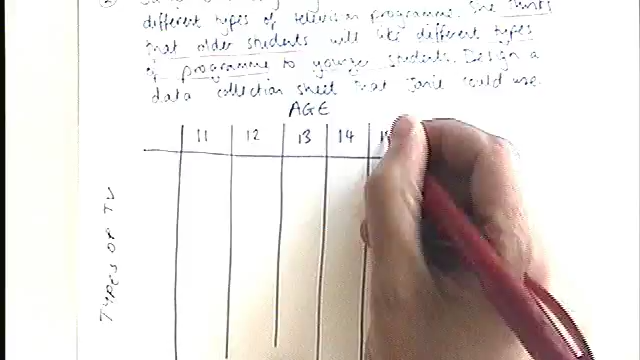 different types of television programme. She thinks
that older students will like different types
of programme to younger students. Design a
data collection sheet that Janie could use.
AGE
11 12 13 14
TYPES OF TV